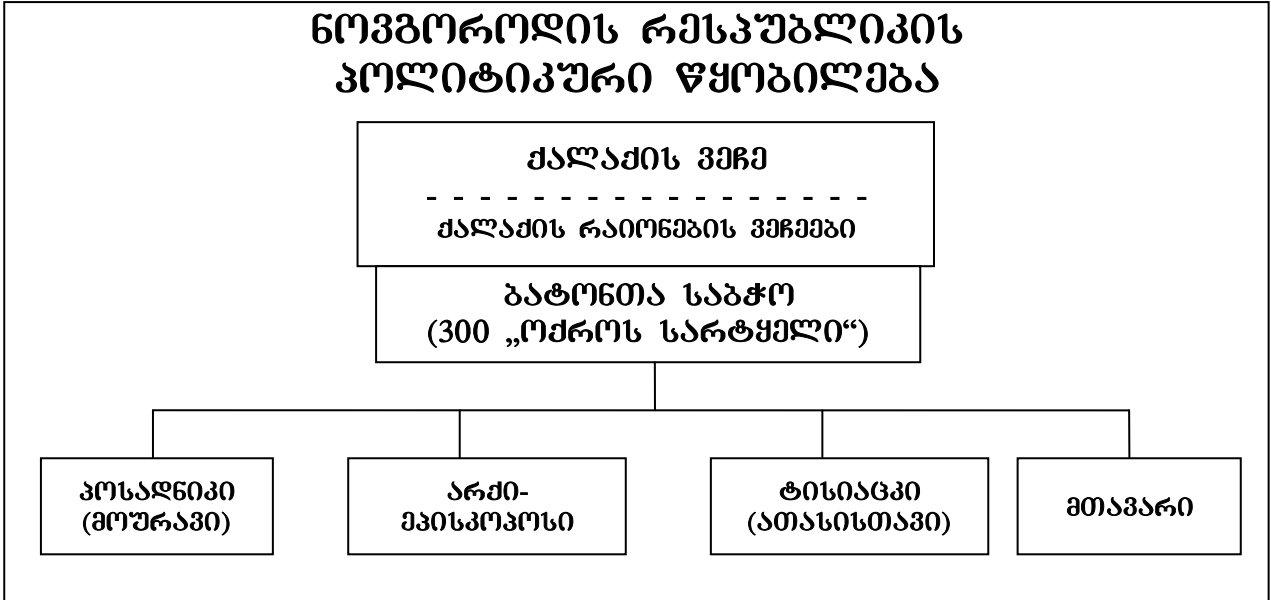 ნოვგოროდის რესპუბლიკის
პოლიტიკური წყობილება
ქალაქის ვეჩე
- - - - - - - - - - - - - - - - -
ქალაქის რაიონების ვეჩეები
ბატონთა საბჭო
(300 „ოქროს სარტყელი“)
პოსადნიკი
(მოურავი)
არქი-
ეპისკოპოსი
ტისიაცკი
(ათასისთავი)
მთავარი